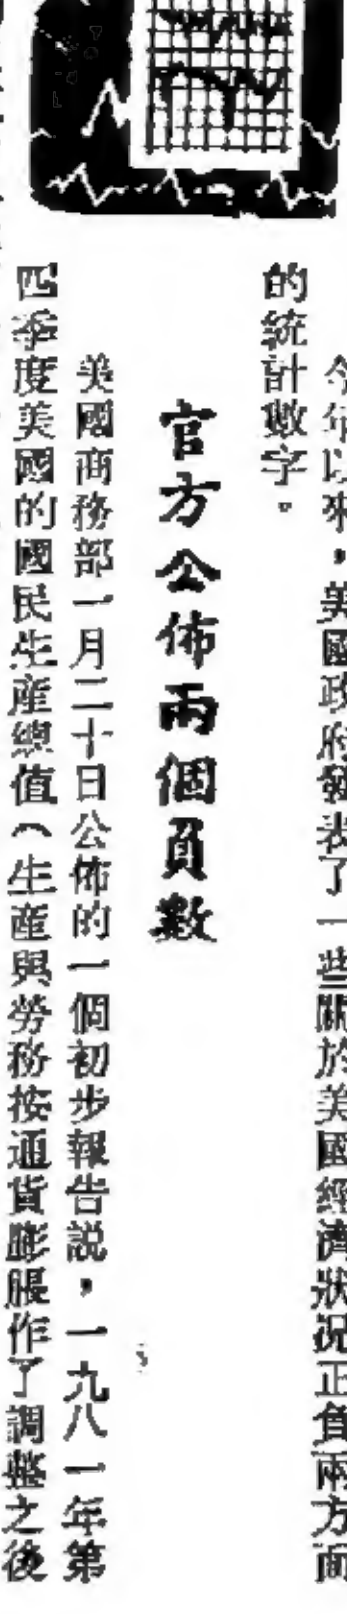 今年以來，美國政府發表了一些關於美國經濟狀況正負兩方面
的統計數字。
官方公佈兩個負數
美國商務部一月二十日公佈的一個初步報告説，一九八一年第
四季度美國的國民生產總值（生產與勞務按通貨膨脹作了調整之後